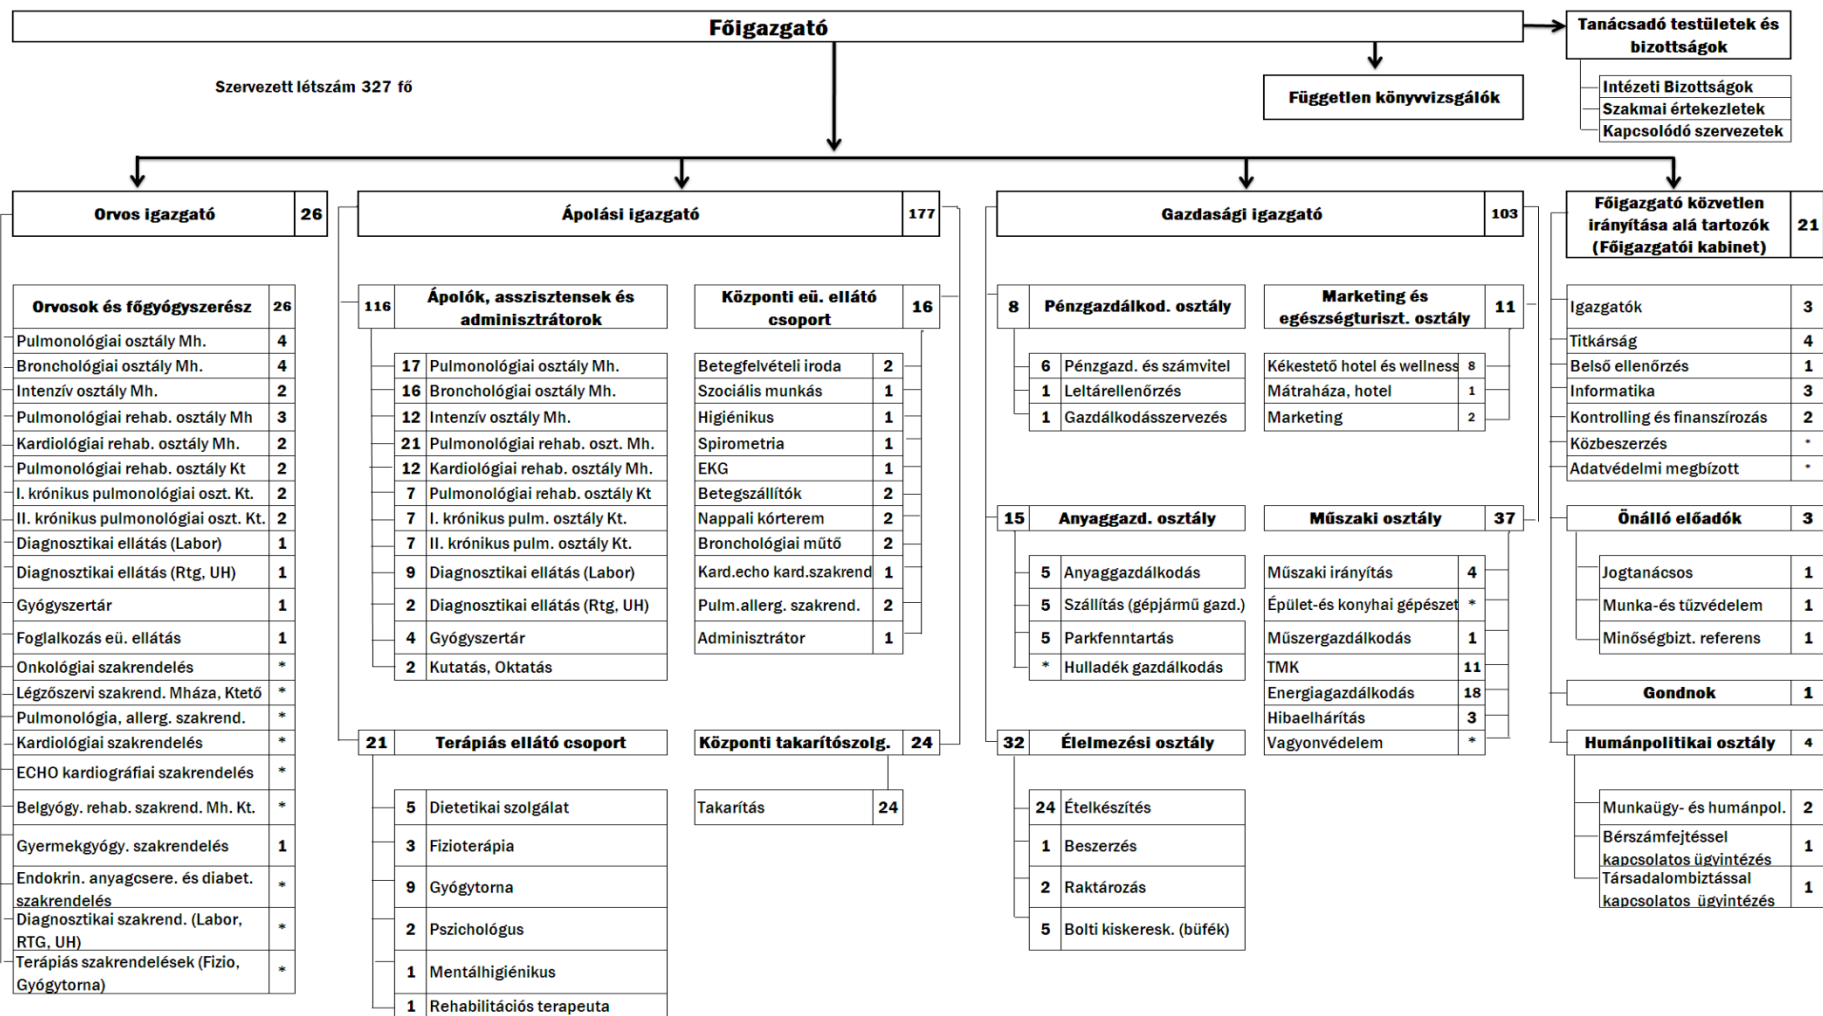 Főigazgató
Tanácsadó testületek és
bizottságok
Szervezett létszám 327 fő
Független könyvvizsgálók
Intézeti Bizottságok
Szakmai értekezletek
Kapcsolódó szervezetek
Orvos igazgató 26
Orvosok és főgyógyszerész 26
Pulmonológiai osztály Mh. 4
Bronchológiai osztály Mh. 4
Intenzív osztály Mh. 2
Pulmonológiai rehab. osztály Mh 3
Kardiológiai rehab. osztály Mh. 2
Pulmonológiai rehab. osztály Kt 2
I. krónikus pulmonológiai oszt. Kt. 2
II. krónikus pulmonológiai oszt. Kt. 2
Diagnosztikai ellátás (Labor) 1
Diagnosztikai ellátás (Rtg, UH) 1
Gyógyszertár 1
Foglalkozás eü. ellátás 1
Onkológiai szakrendelés *
Légzőszervi szakrend. Mháza, Ktető *
Pulmonológia, allerg. szakrend. *
Kardiológiai szakrendelés *
ECHO kardiográfiai szakrendelés *
Belgyógy. rehab. szakrend. Mh. Kt. *
Gyermekgyógy. szakrendelés 1
Endokrin. anyagcsere. és diabet.
szakrendelés *
Diagnosztikai szakrend. (Labor,
RTG, UH) *
Terápiás szakrendelések (Fizio,
Gyógytorna) *
Ápolási igazgató 177
116 Ápolók, asszisztensek és
adminisztrátorok
17 Pulmonológiai osztály Mh.
16 Bronchológiai osztály Mh.
12 Intenzív osztály Mh.
21 Pulmonológiai rehab. oszt. Mh.
12 Kardiológiai rehab. osztály Mh.
7 Pulmonológiai rehab. osztály Kt
7 I. krónikus pulm. osztály Kt.
7 II. krónikus pulm. osztály Kt.
9 Diagnosztikai ellátás (Labor)
2 Diagnosztikai ellátás (Rtg, UH)
4 Gyógyszertár
2 Kutatás, Oktatás
21 Terápiás ellátó csoport
5 Dietetikai szolgálat
3 Fizioterápia
9 Gyógytorna
2 Pszichológus
1 Mentálhigiénikus
1 Rehabilitációs terapeuta
Központi eü. ellátó
csoport 16
Betegfelvételi iroda 2
Szociális munkás 1
Higiénikus 1
Spirometria 1
EKG 1
Betegszállítók 2
Nappali kórterem 2
Bronchológiai műtő 2
Kard.echo kard.szakrend 1
Pulm.allerg. szakrend. 2
Adminisztrátor 1
Központi takarítószolg. 24
Takarítás 24
Gazdasági igazgató 103
8 Pénzgazdálkod. osztály
6 Pénzgazd. és számvitel
1 Leltárellenőrzés
1 Gazdálkodásszervezés
15 Anyaggazd. osztály
5 Anyaggazdálkodás
5 Szállítás (gépjármű gazd.)
5 Parkfenntartás
* Hulladék gazdálkodás
32 Élelmezési osztály
24 Ételkészítés
1 Beszerzés
2 Raktározás
5 Bolti kiskeresk. (büfék)
Marketing és
egészségturiszt. osztály 11
Kékestető hotel és wellness 8
Mátraháza, hotel 1
Marketing 2
Műszaki osztály 37
Műszaki irányítás 4
Épület-és konyhai gépészet *
Műszergazdálkodás 1
TMK 11
Energiagazdálkodás 18
Hibaelhárítás 3
Vagyonvédelem *
Főigazgató közvetlen
irányítása alá tartozók
(Főigazgatói kabinet) 21
Igazgatók 3
Titkárság 4
Belső ellenőrzés 1
Informatika 3
Kontrolling és finanszírozás 2
Közbeszerzés *
Adatvédelmi megbízott *
Önálló előadók 3
Jogtanácsos 1
Munka-és tűzvédelem 1
Minőségbizt. referens 1
Gondnok 1
Humánpolitikai osztály 4
Munkaügy- és humánpol. 2
Bérszámfejtéssel
kapcsolatos ügyintézés 1
Társadalombiztással
kapcsolatos ügyintézés 1